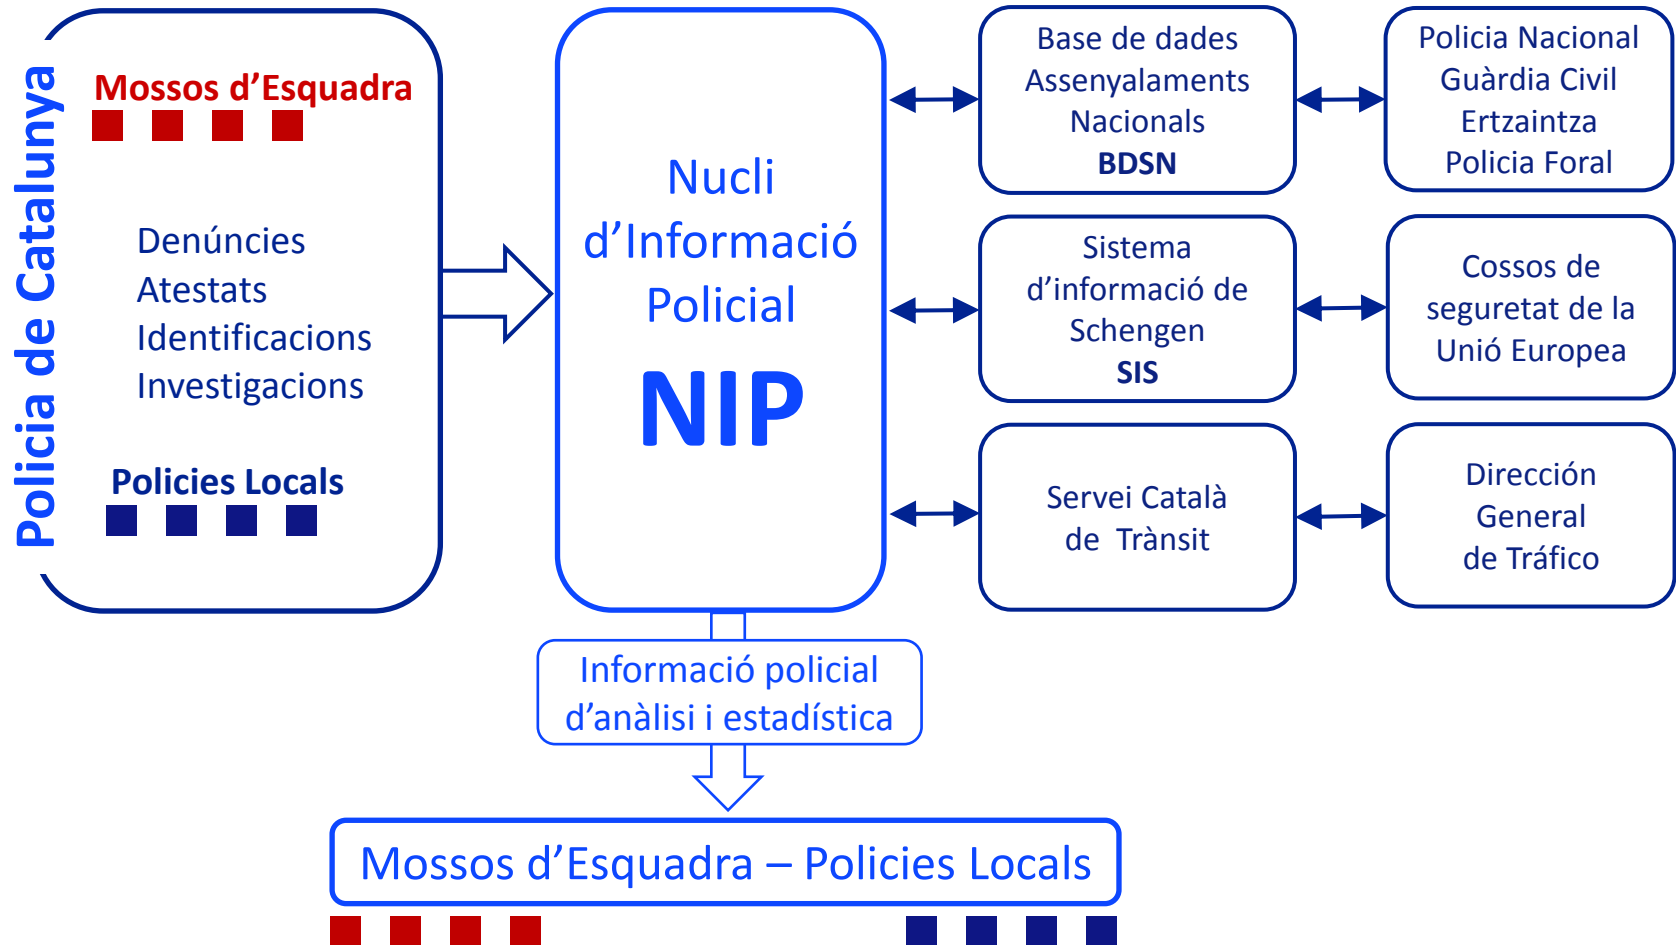 Policia de Catalunya
Mossos d'Esquadra
Denúncies
Atestats
Identificacions
Investigacions
Policies Locals
Nucli
d'Informació
Policial
NIP
Base de dades
Assenyalaments
Nacionals
BDSN
Policia Nacional
Guàrdia Civil
Ertzaintza
Policia Foral
Sistema
d'informació de
Schengen
SIS
Cossos de
seguretat de la
Unió Europea
Servei Català
de Trànsit
Dirección
General
de Tráfico
Informació policial
d'anàlisi i estadística
Mossos d'Esquadra – Policies Locals